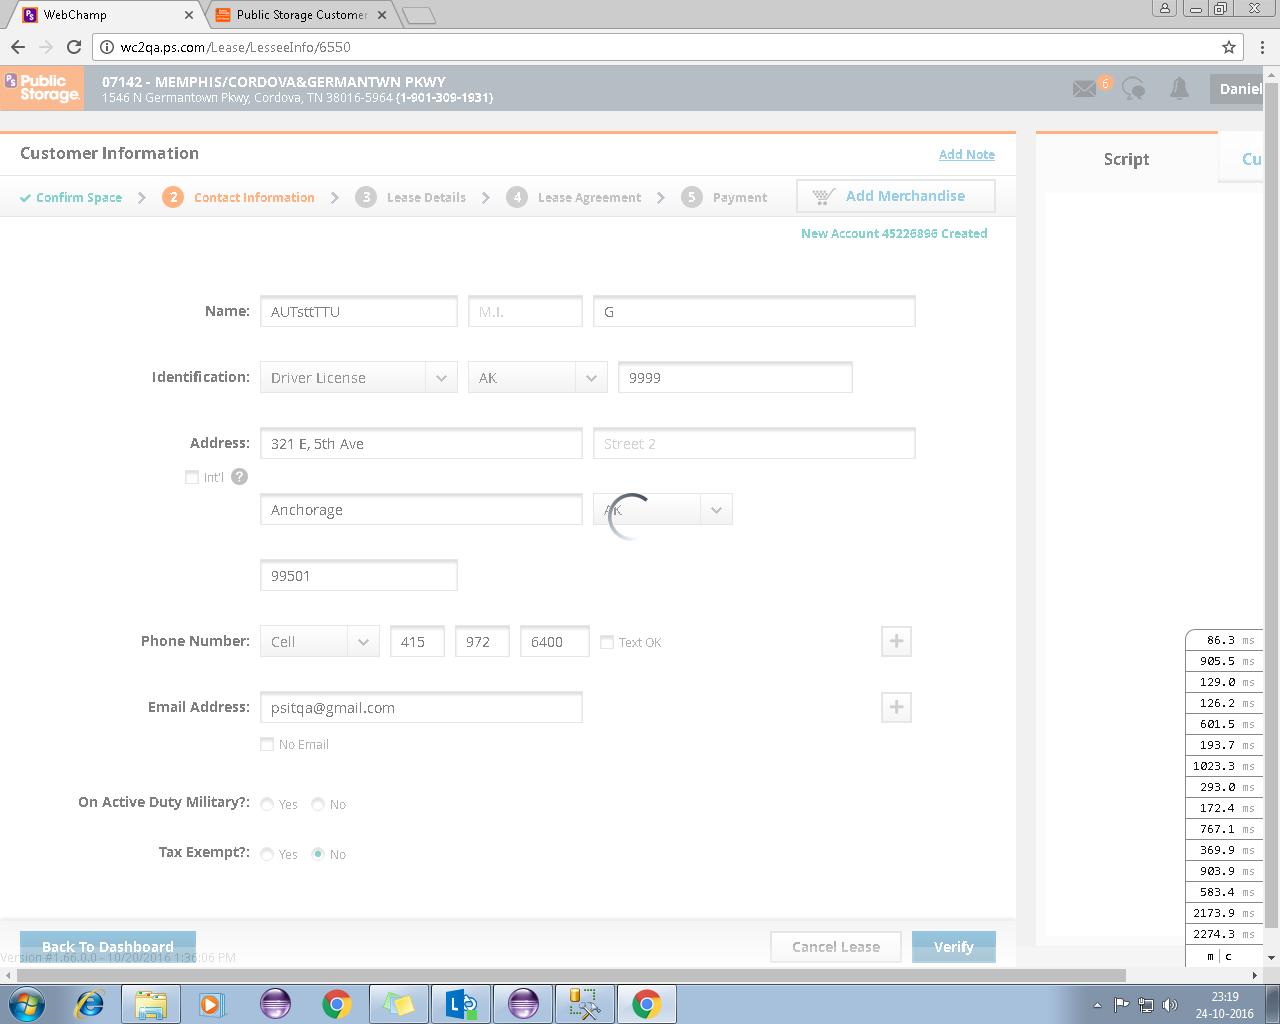 WebChamp
Public Storage Customer
wc2qa.ps.com/Lease/LesseeInfo/6550
PS Public Storage.
07142 - MEMPHIS/CORDOVA&GERMANTWN PKWY
1546 N Germantown Pkwy, Cordova, TN 38016-5964 (1-901-309-1931)
6
Daniel
Customer Information
Add Note
Script
Cu
Confirm Space
2 Contact Information
3 Lease Details
4 Lease Agreement
5 Payment
Add Merchandise
New Account 45226896 Created
Name: AUTsttTTU M.I. G
Identification: Driver License AK 9999
Address: 321 E, 5th Ave Street 2
Int'l ?
Anchorage AK
99501
Phone Number: Cell 415 972 6400 Text OK +
Email Address: psitqa@gmail.com +
No Email
On Active Duty Military?: Yes No
Tax Exempt?: Yes No
86.3 ms
905.5 ms
129.0 ms
126.2 ms
601.5 ms
193.7 ms
1023.3 ms
293.0 ms
172.4 ms
767.1 ms
369.9 ms
903.9 ms
583.4 ms
2173.9 ms
2274.3 ms
m | c
Back To Dashboard
Cancel Lease
Verify
Version #1.66.0.0 - 10/20/2016 1:36:06 PM
23:19
24-10-2016